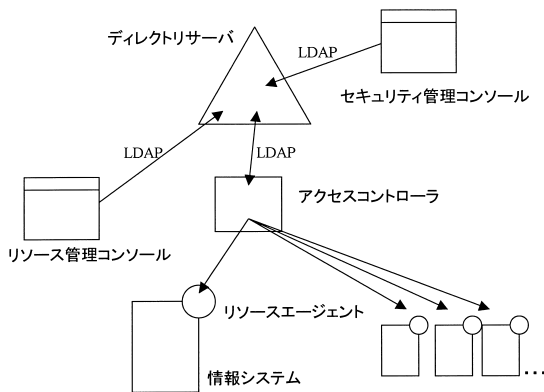 ディレクトリサーバ
LDAP
セキュリティ管理コンソール
LDAP
LDAP
アクセスコントローラ
リソース管理コンソール
リソースエージェント
情報システム
...